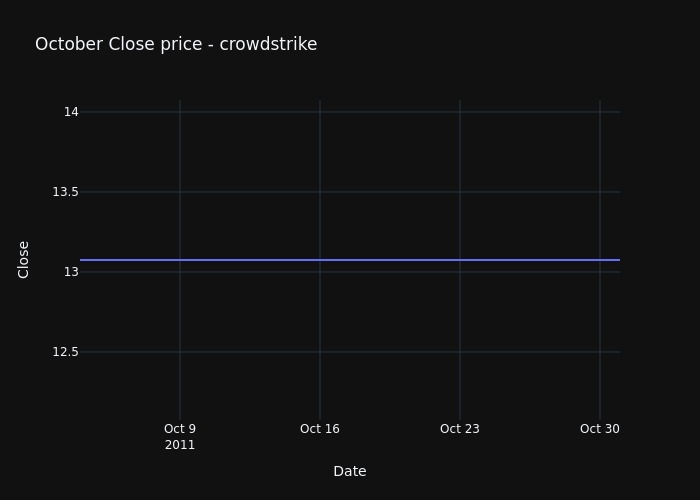 October Close price - crowdstrike
Close
14
13.5
13
12.5
Oct 9
2011
Oct 16
Oct 23
Oct 30
Date